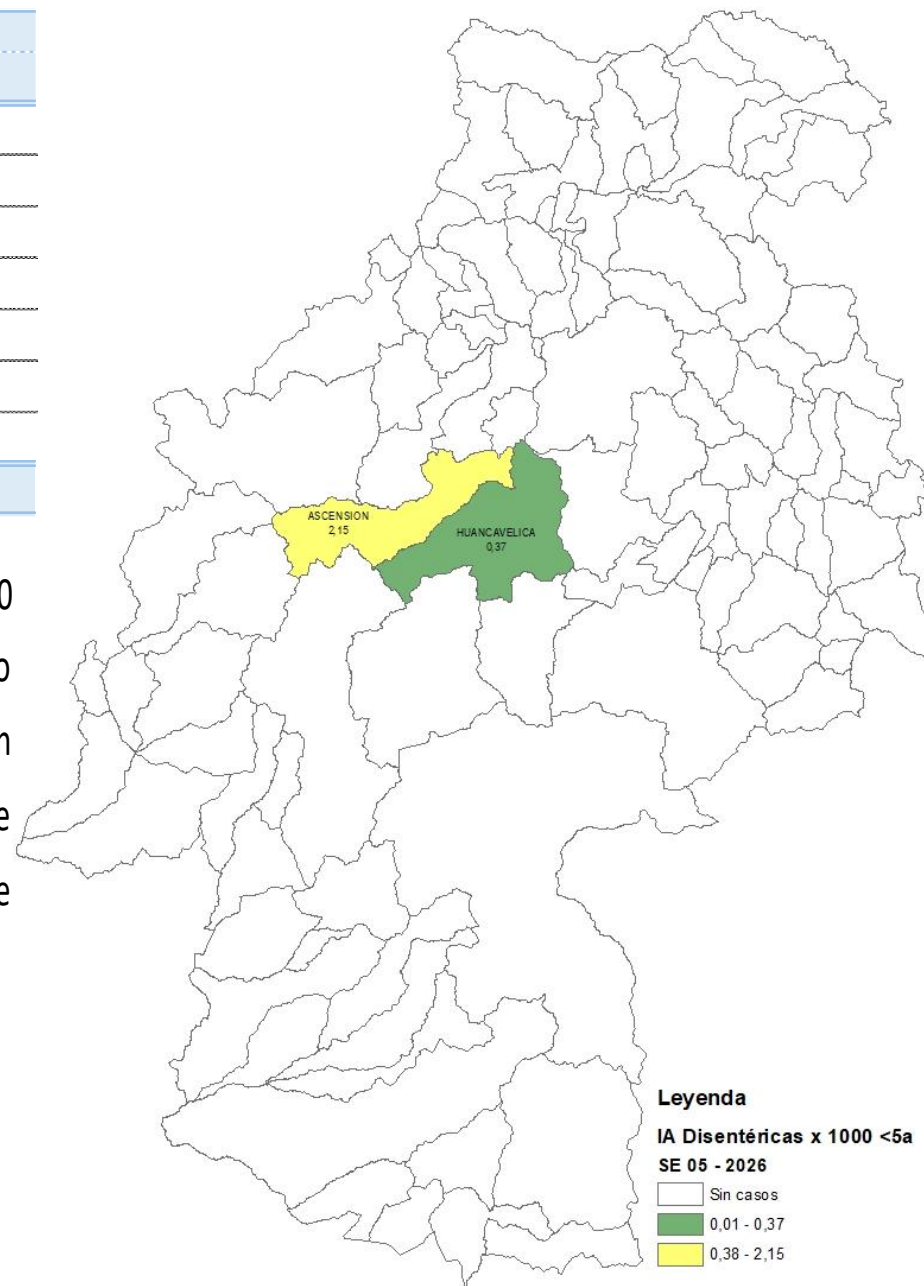 ASCENSION
2,15
HUANCAVELICA
0,37
Leyenda
IA Disentéricas x 1000 <5a
SE 05 - 2026
Sin casos
0,01 - 0,37
0,38 - 2,15